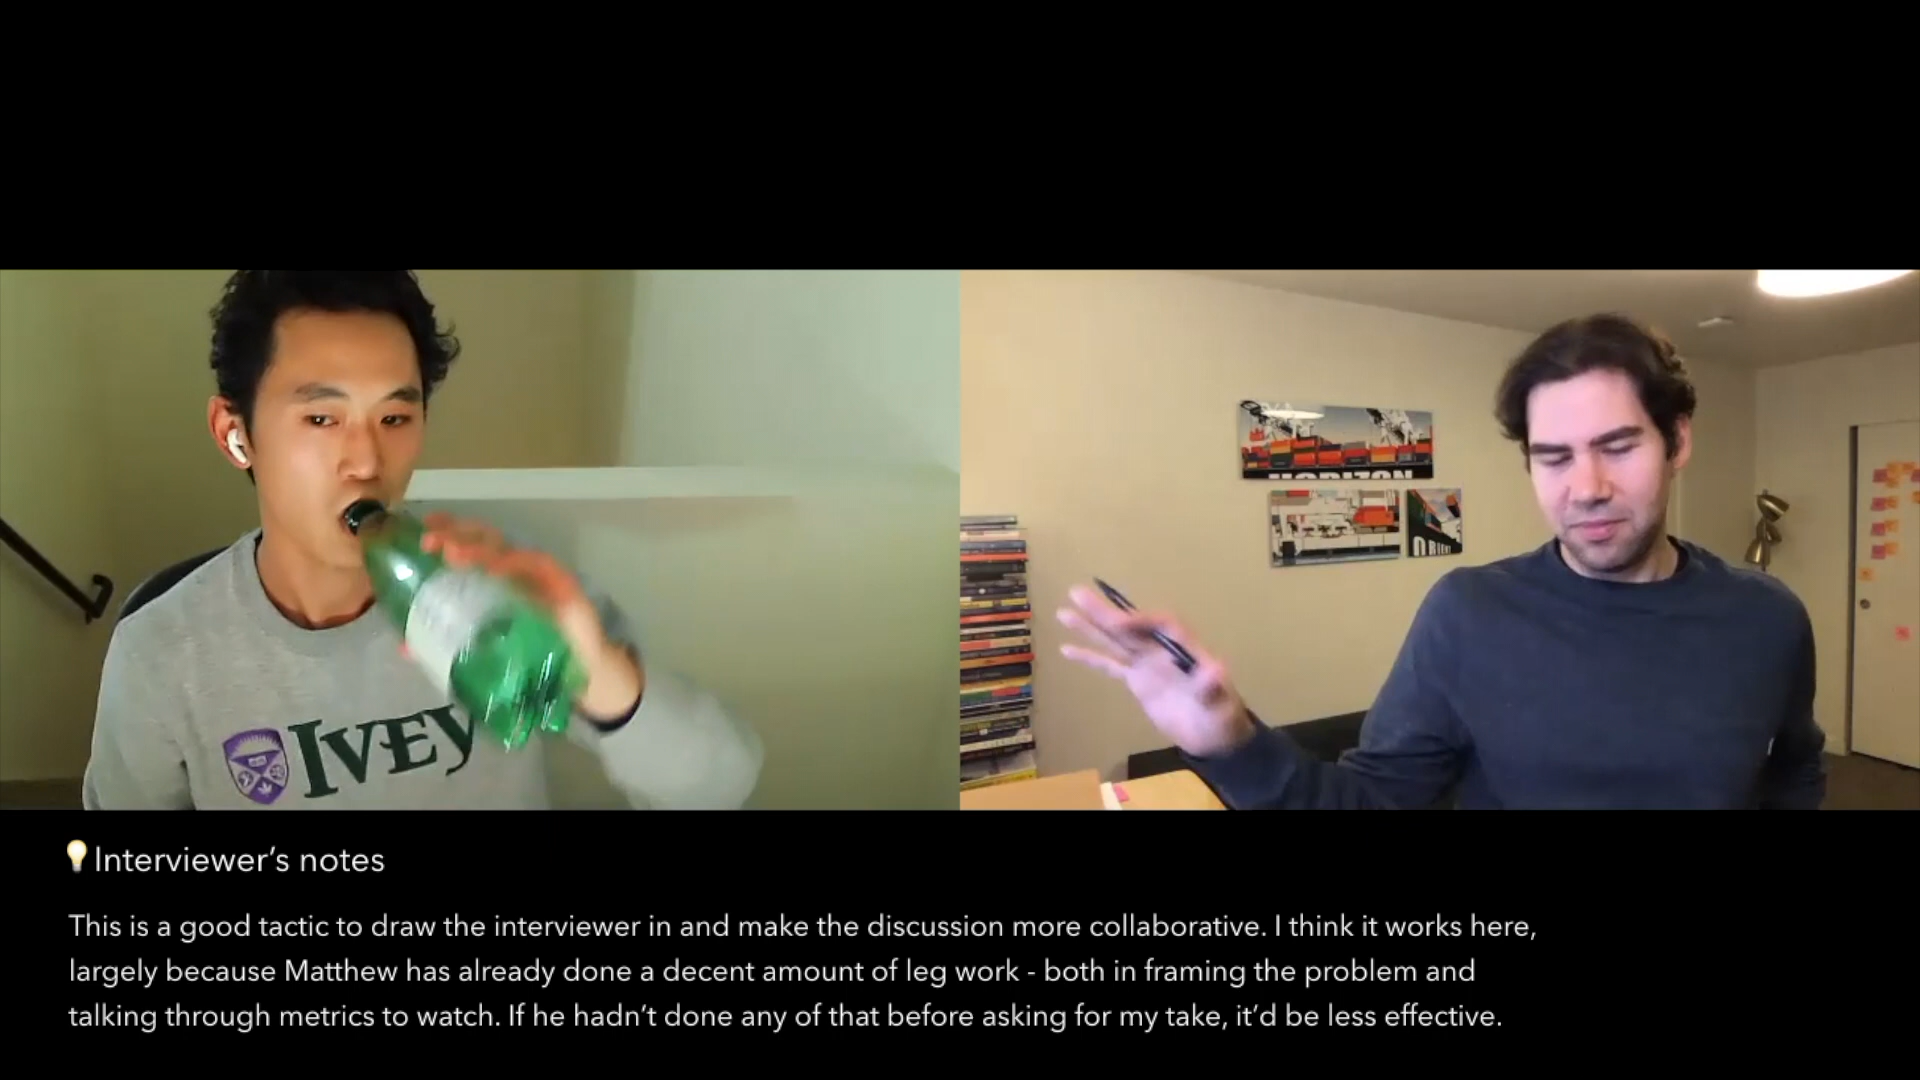 HORIZON
ORIENT
IVEY
Interviewer's notes
This is a good tactic to draw the interviewer in and make the discussion more collaborative. I think it works here,
largely because Matthew has already done a decent amount of leg work - both in framing the problem and
talking through metrics to watch. If he hadn't done any of that before asking for my take, it'd be less effective.